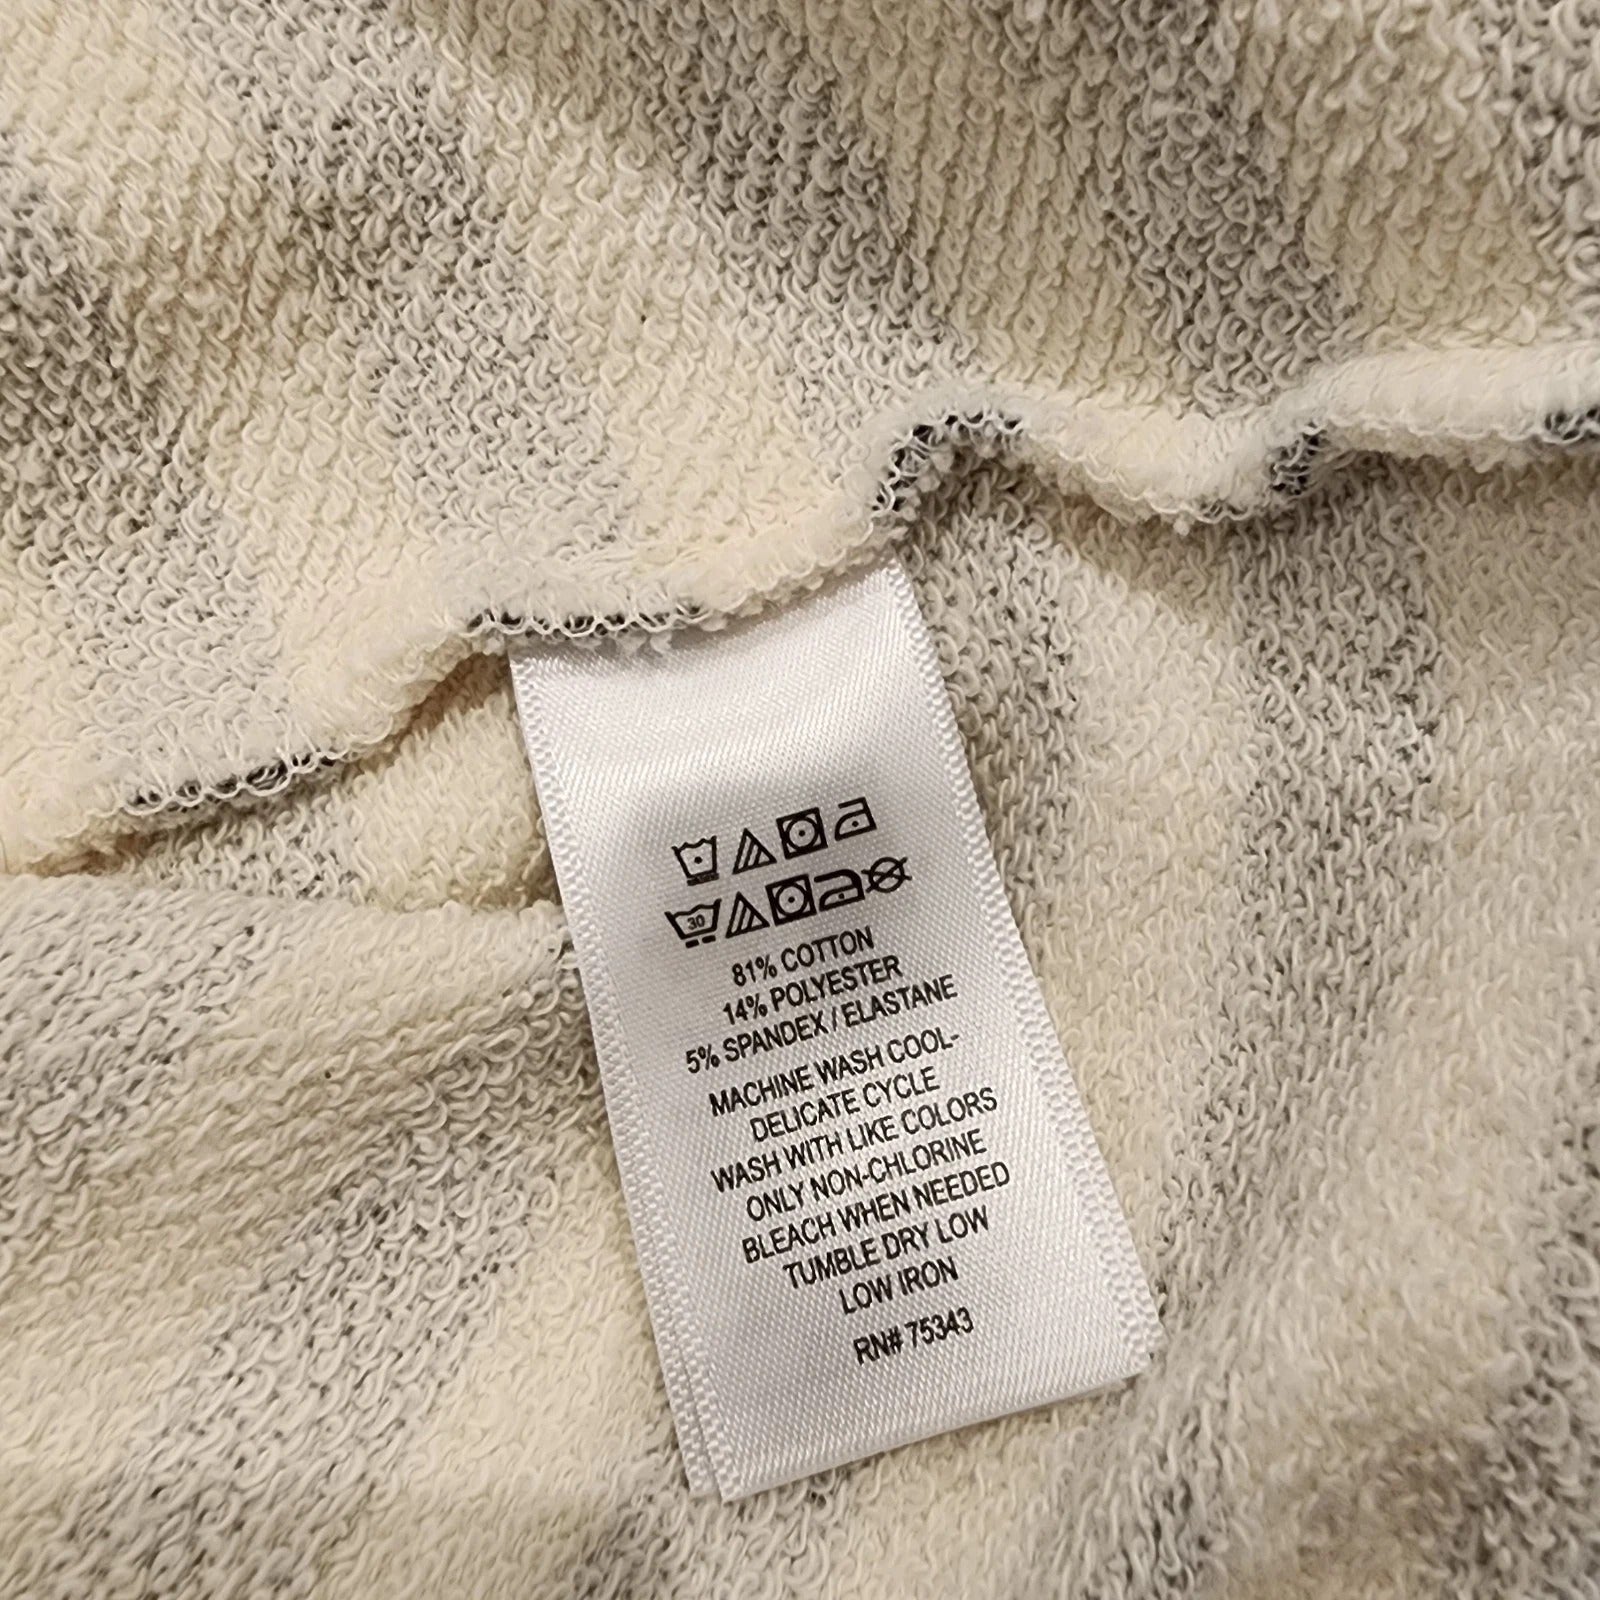 30
81% COTTON
14% POLYESTER
5% SPANDEX / ELASTANE
MACHINE WASH COOL-
DELICATE CYCLE
WASH WITH LIKE COLORS
ONLY NON-CHLORINE
BLEACH WHEN NEEDED
TUMBLE DRY LOW
LOW IRON
RN# 75343